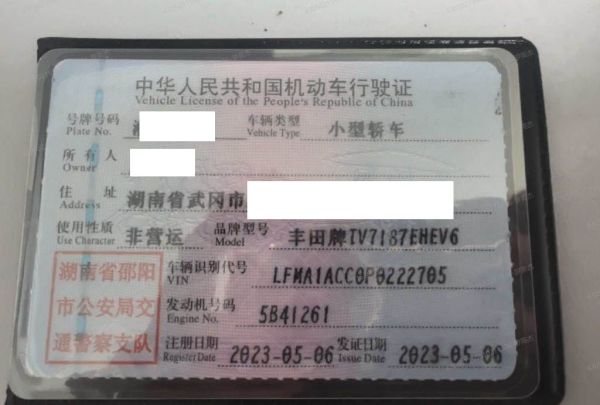 中华人民共和国机动车行驶证
Vehicle License of the People's Republic of China
号牌号码 车辆类型 小型轿车
Plate No. Vehicle Type
所有人
Owner
住址 湖南省武冈市
Address
使用性质 非营运 品牌型号 丰田牌TV7187EHEV6
Use Character Model
湖南省邵阳 车辆识别代号 LFMA1ACC0P0222705
VIN
市公安局交 发动机号码 5B41261
Engine No.
通警察支队 注册日期 2023-05-06 发证日期 2023-05-06
Register Date Issue Date